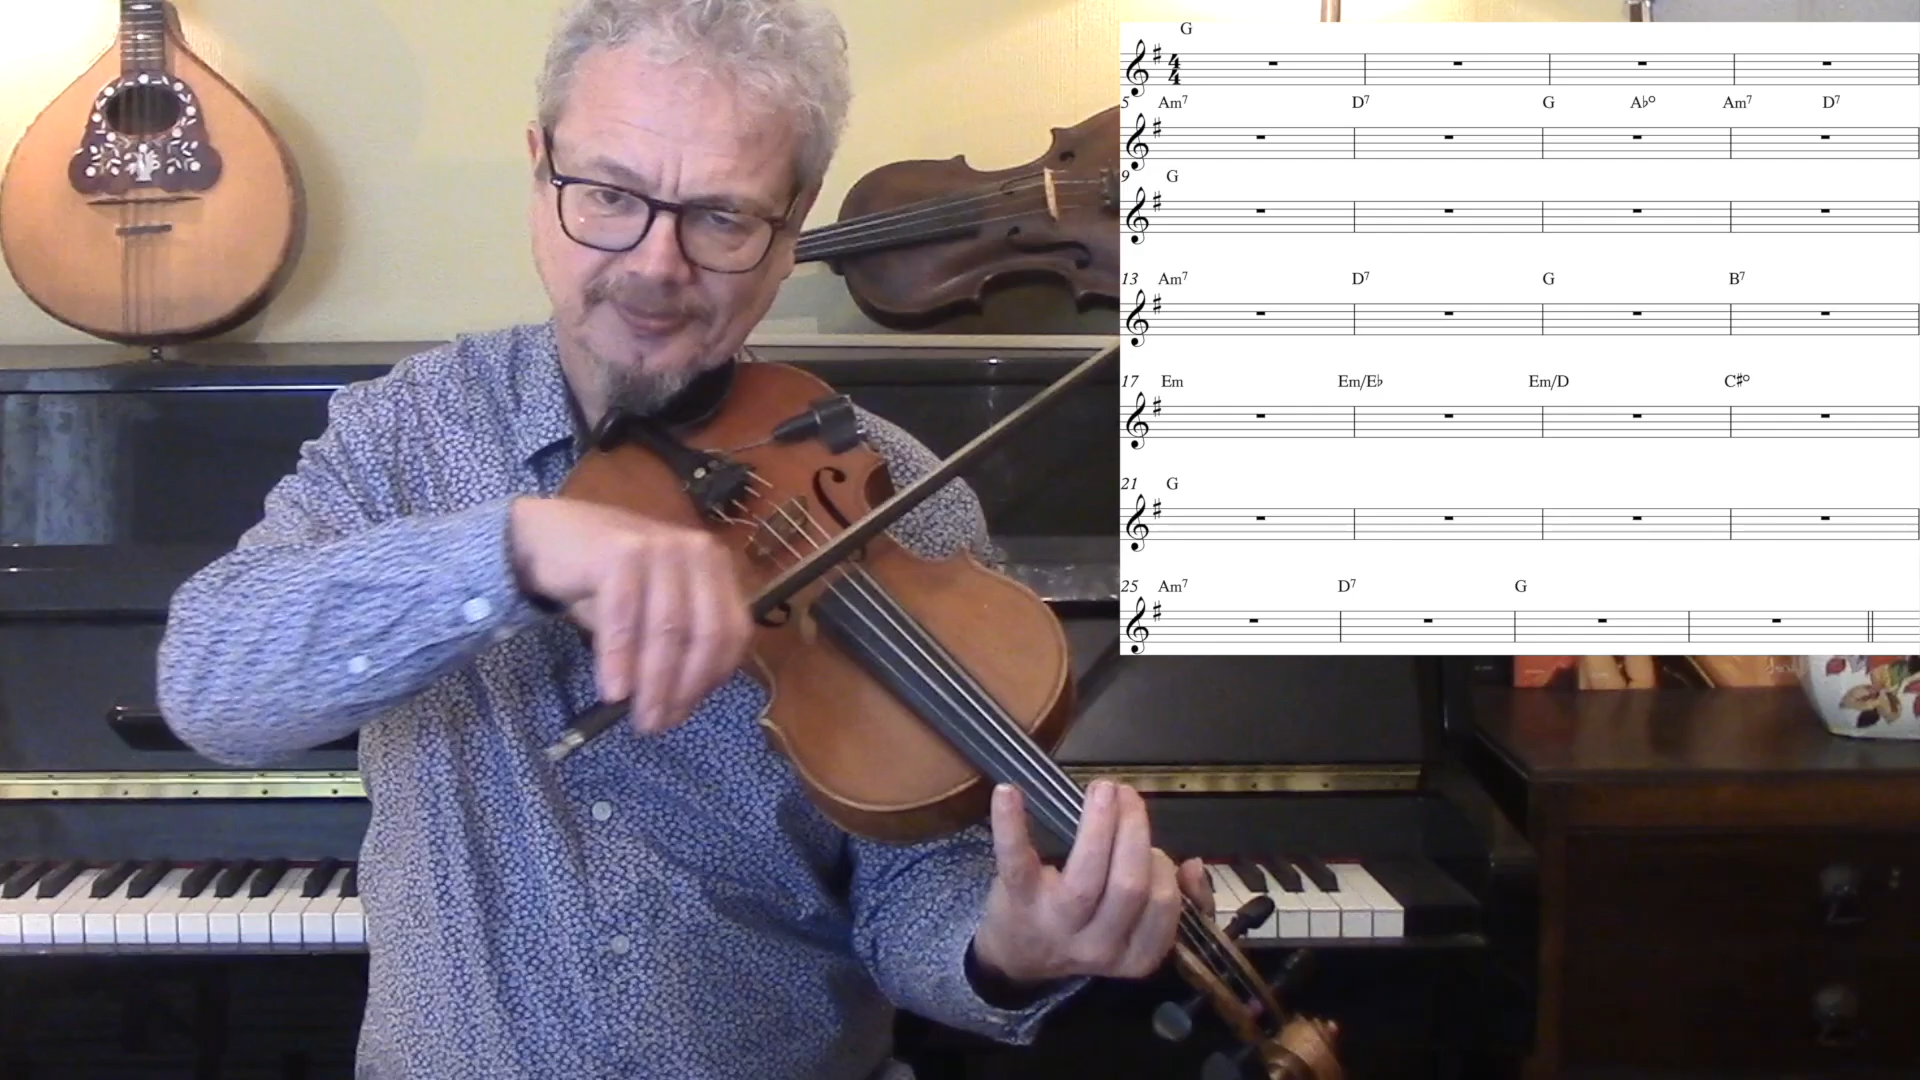 G
4
4
5 Am7 D7 G A♭o Am7 D7
9 G
13 Am7 D7 G B7
17 Em Em/E♭ Em/D C♯o
21 G
25 Am7 D7 G